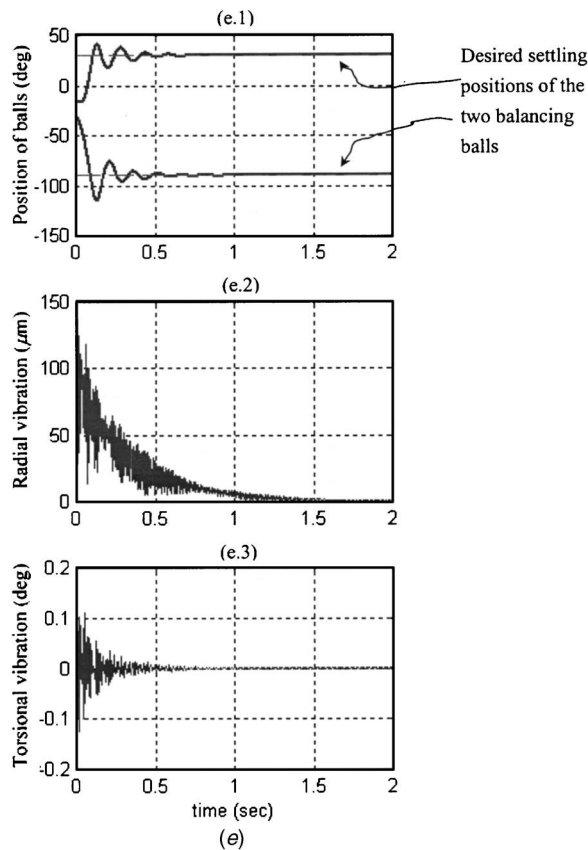 (e.1)
Position of balls (deg)
50
0
-50
-100
-150
0
0.5
1
1.5
2
Desired settling
positions of the
two balancing
balls
(e.2)
Radial vibration (μm)
150
100
50
0
0
0.5
1
1.5
2
(e.3)
Torsional vibration (deg)
0.2
0.1
0
-0.1
-0.2
0
0.5
1
1.5
2
time (sec)
(e)